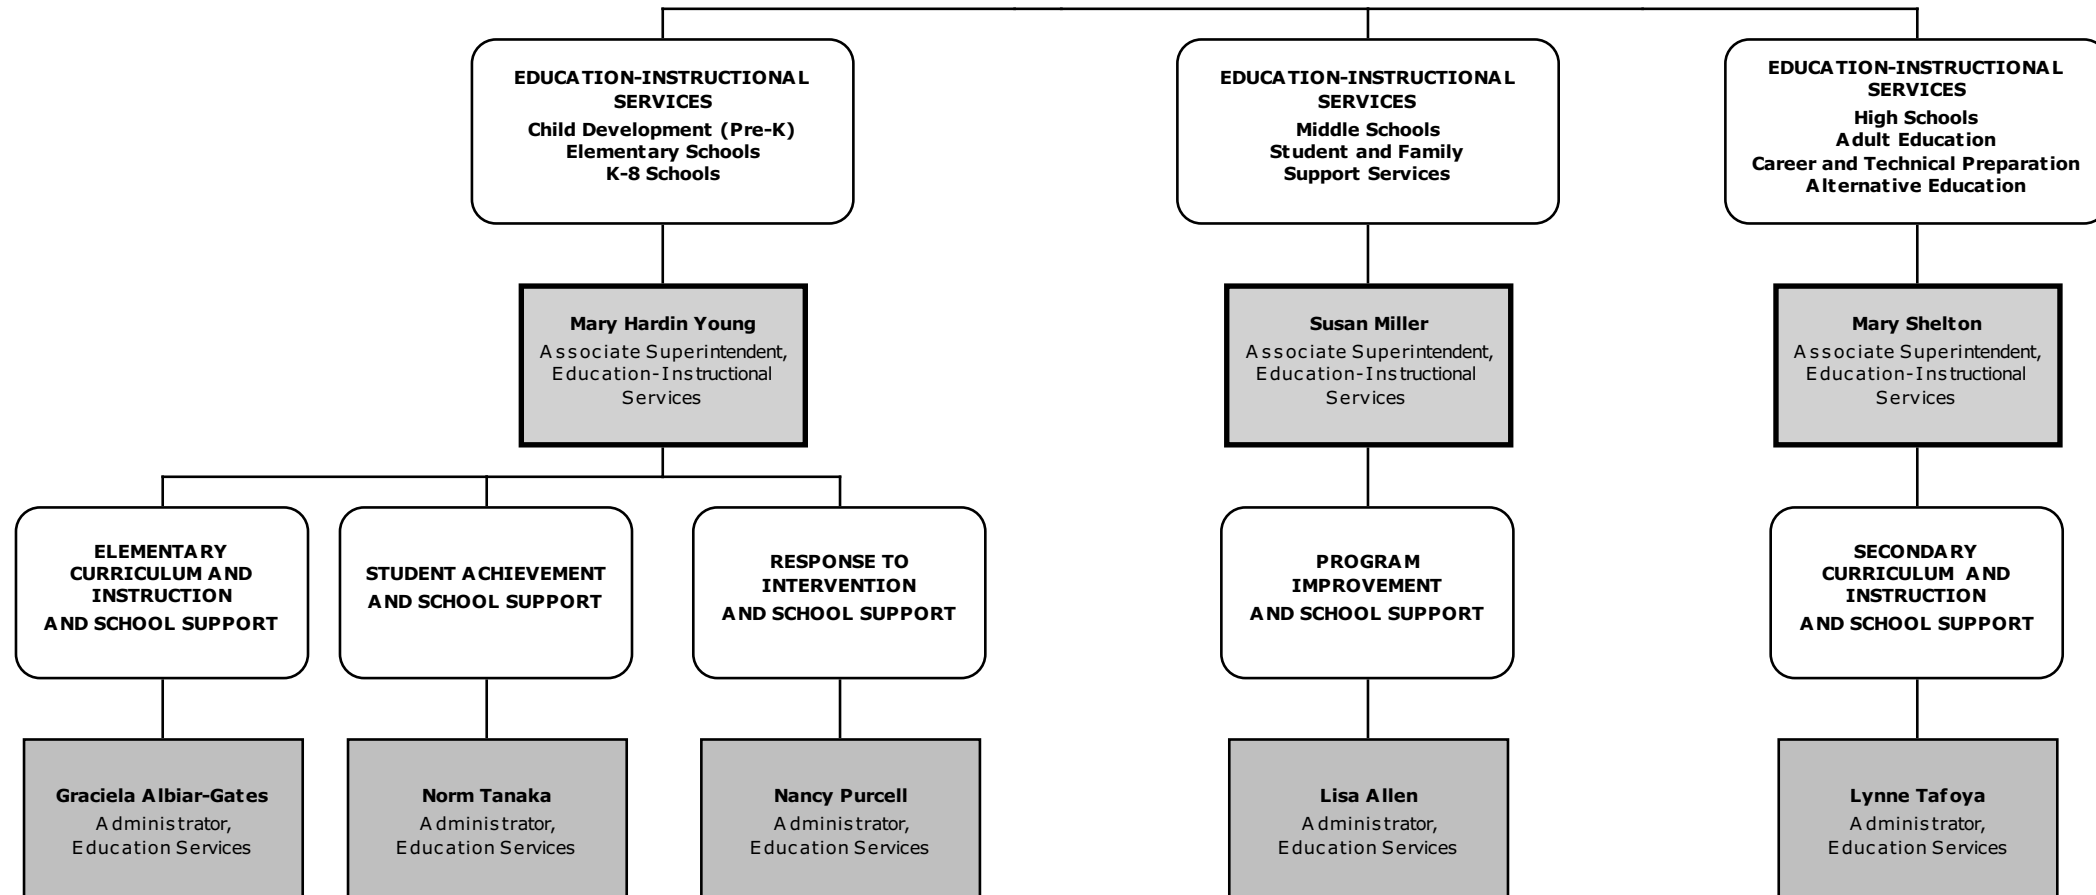 EDUCATION-INSTRUCTIONAL
SERVICES
Child Development (Pre-K)
Elementary Schools
K-8 Schools
EDUCATION-INSTRUCTIONAL
SERVICES
Middle Schools
Student and Family
Support Services
EDUCATION-INSTRUCTIONAL
SERVICES
High Schools
Adult Education
Career and Technical Preparation
Alternative Education
Mary Hardin Young
Associate Superintendent,
Education-Instructional
Services
Susan Miller
Associate Superintendent,
Education-Instructional
Services
Mary Shelton
Associate Superintendent,
Education-Instructional
Services
ELEMENTARY
CURRICULUM AND
INSTRUCTION
AND SCHOOL SUPPORT
STUDENT ACHIEVEMENT
AND SCHOOL SUPPORT
RESPONSE TO
INTERVENTION
AND SCHOOL SUPPORT
PROGRAM
IMPROVEMENT
AND SCHOOL SUPPORT
SECONDARY
CURRICULUM AND
INSTRUCTION
AND SCHOOL SUPPORT
Graciela Albiar-Gates
Administrator,
Education Services
Norm Tanaka
Administrator,
Education Services
Nancy Purcell
Administrator,
Education Services
Lisa Allen
Administrator,
Education Services
Lynne Tafoya
Administrator,
Education Services